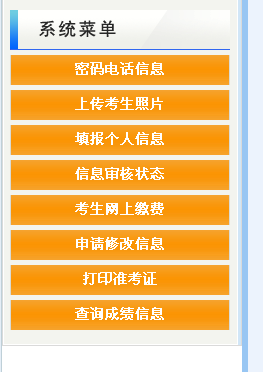 系统菜单
密码电话信息
上传考生照片
填报个人信息
信息审核状态
考生网上缴费
申请修改信息
打印准考证
查询成绩信息